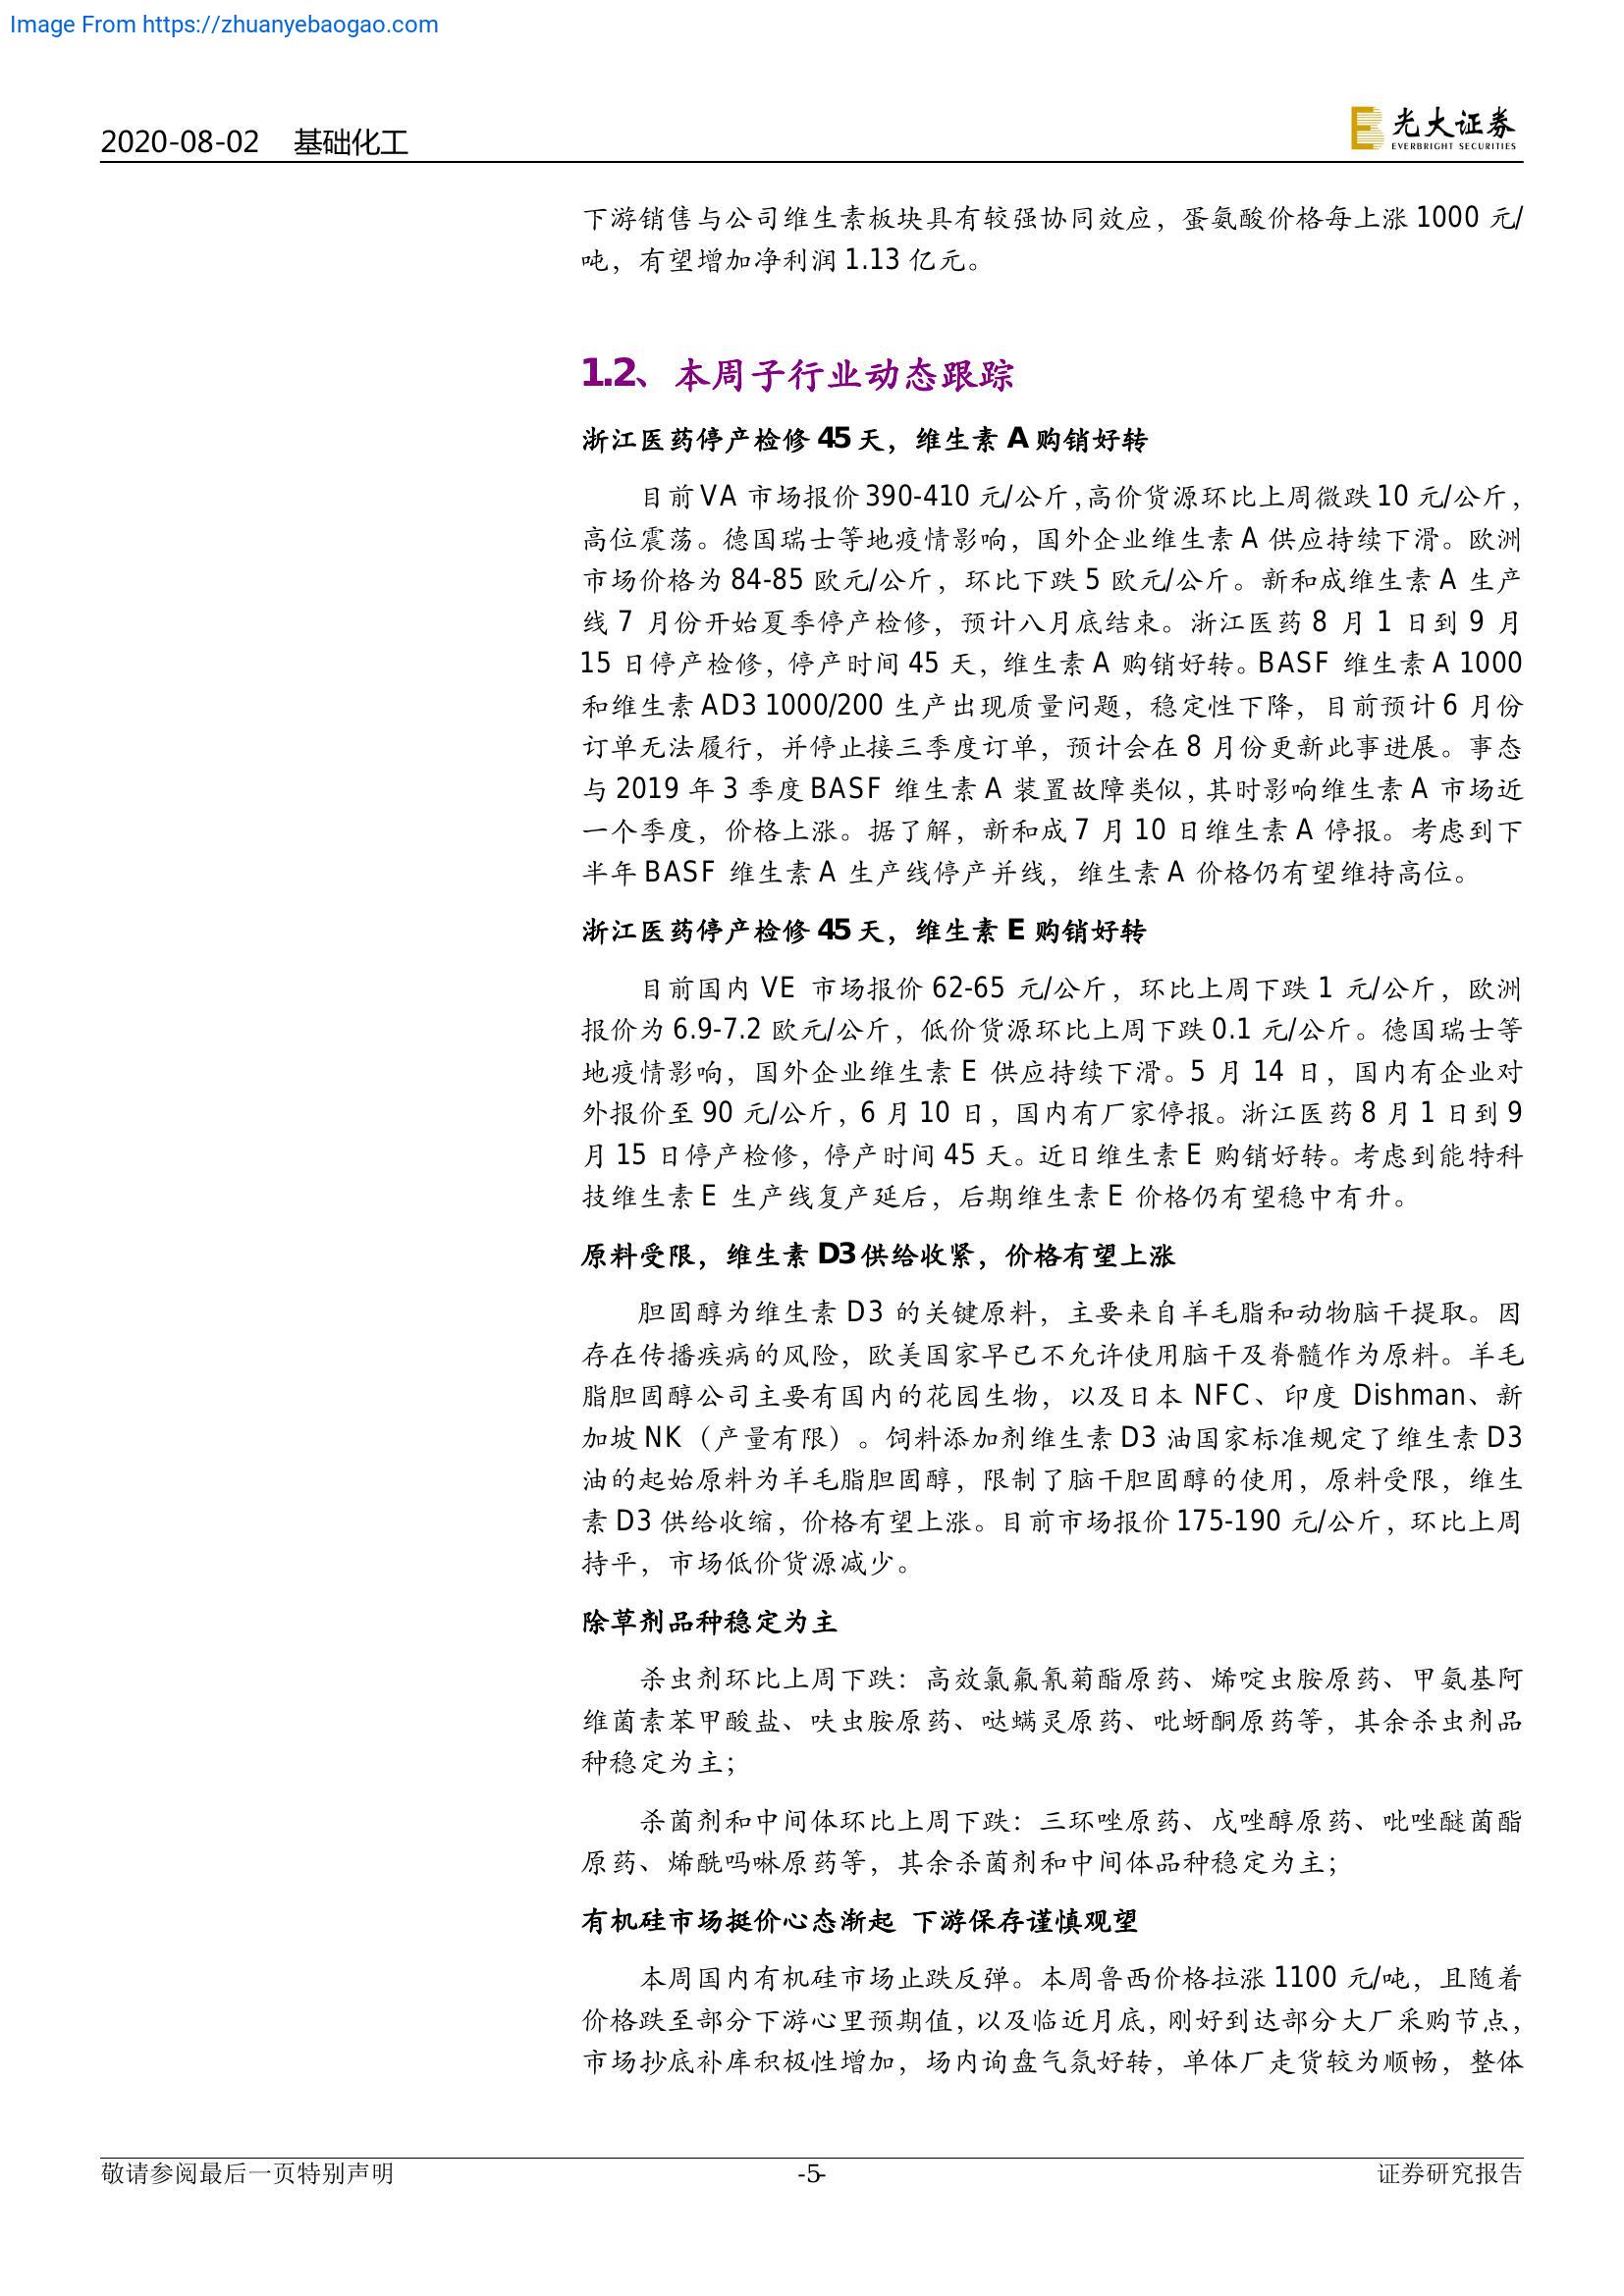 Image From https://zhuanyebaogao.com
2020-08-02 基础化工
光大证券
EVERBRIGHT SECURITIES
下游销售与公司维生素板块具有较强协同效应，蛋氨酸价格每上涨 1000 元/
吨，有望增加净利润 1.13 亿元。
1.2、本周子行业动态跟踪
浙江医药停产检修 45 天，维生素 A 购销好转
目前 VA 市场报价 390-410 元/公斤，高价货源环比上周微跌 10 元/公斤，
高位震荡。德国瑞士等地疫情影响，国外企业维生素 A 供应持续下滑。欧洲
市场价格为 84-85 欧元/公斤，环比下跌 5 欧元/公斤。新和成维生素 A 生产
线 7 月份开始夏季停产检修，预计八月底结束。浙江医药 8 月 1 日到 9 月
15 日停产检修，停产时间 45 天，维生素 A 购销好转。BASF 维生素 A 1000
和维生素 AD3 1000/200 生产出现质量问题，稳定性下降，目前预计 6 月份
订单无法履行，并停止接三季度订单，预计会在 8 月份更新此事进展。事态
与 2019 年 3 季度 BASF 维生素 A 装置故障类似，其时影响维生素 A 市场近
一个季度，价格上涨。据了解，新和成 7 月 10 日维生素 A 停报。考虑到下
半年 BASF 维生素 A 生产线停产并线，维生素 A 价格仍有望维持高位。
浙江医药停产检修 45 天，维生素 E 购销好转
目前国内 VE 市场报价 62-65 元/公斤，环比上周下跌 1 元/公斤，欧洲
报价为 6.9-7.2 欧元/公斤，低价货源环比上周下跌 0.1 元/公斤。德国瑞士等
地疫情影响，国外企业维生素 E 供应持续下滑。5 月 14 日，国内有企业对
外报价至 90 元/公斤，6 月 10 日，国内有厂家停报。浙江医药 8 月 1 日到 9
月 15 日停产检修，停产时间 45 天。近日维生素 E 购销好转。考虑到能特科
技维生素 E 生产线复产延后，后期维生素 E 价格仍有望稳中有升。
原料受限，维生素 D3 供给收紧，价格有望上涨
胆固醇为维生素 D3 的关键原料，主要来自羊毛脂和动物脑干提取。因
存在传播疾病的风险，欧美国家早已不允许使用脑干及脊髓作为原料。羊毛
脂胆固醇公司主要有国内的花园生物，以及日本 NFC、印度 Dishman、新
加坡 NK（产量有限）。饲料添加剂维生素 D3 油国家标准规定了维生素 D3
油的起始原料为羊毛脂胆固醇，限制了脑干胆固醇的使用，原料受限，维生
素 D3 供给收缩，价格有望上涨。目前市场报价 175-190 元/公斤，环比上周
持平，市场低价货源减少。
除草剂品种稳定为主
杀虫剂环比上周下跌：高效氯氟氰菊酯原药、烯啶虫胺原药、甲氨基阿
维菌素苯甲酸盐、呋虫胺原药、哒螨灵原药、吡蚜酮原药等，其余杀虫剂品
种稳定为主；
杀菌剂和中间体环比上周下跌：三环唑原药、戊唑醇原药、吡唑醚菌酯
原药、烯酰吗啉原药等，其余杀菌剂和中间体品种稳定为主；
有机硅市场挺价心态渐起 下游保存谨慎观望
本周国内有机硅市场止跌反弹。本周鲁西价格拉涨 1100 元/吨，且随着
价格跌至部分下游心里预期值，以及临近月底，刚好到达部分大厂采购节点，
市场抄底补库积极性增加，场内询盘气氛好转，单体厂走货较为顺畅，整体
敬请参阅最后一页特别声明 -5- 证券研究报告